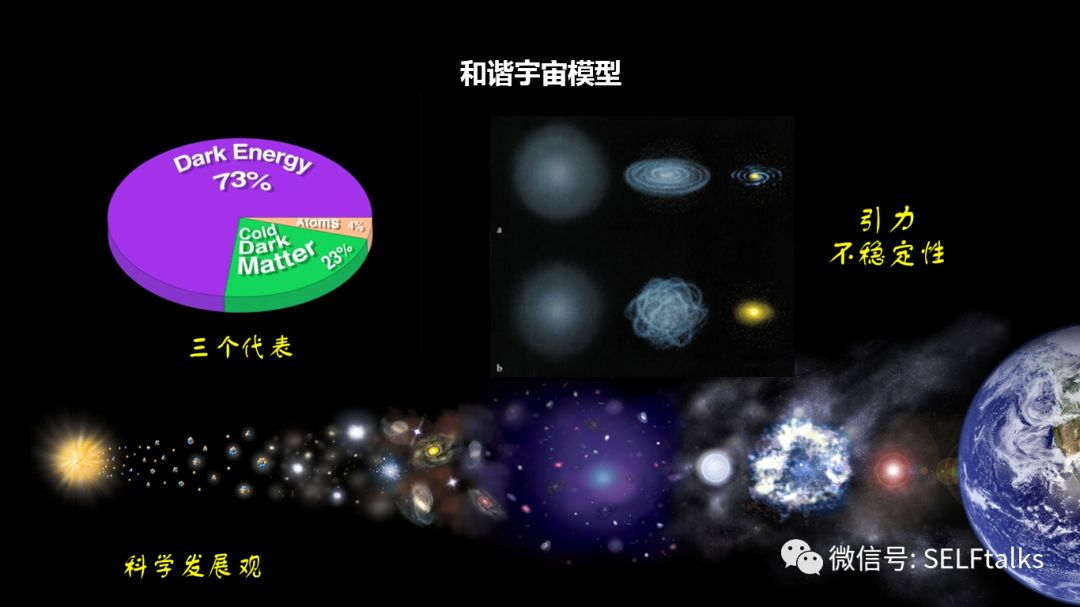 和谐宇宙模型
Dark Energy
73%
Atoms 4%
Cold
Dark
Matter 23%
三个代表
a
b
引力
不稳定性
科学发展观
微信号: SELFtalks